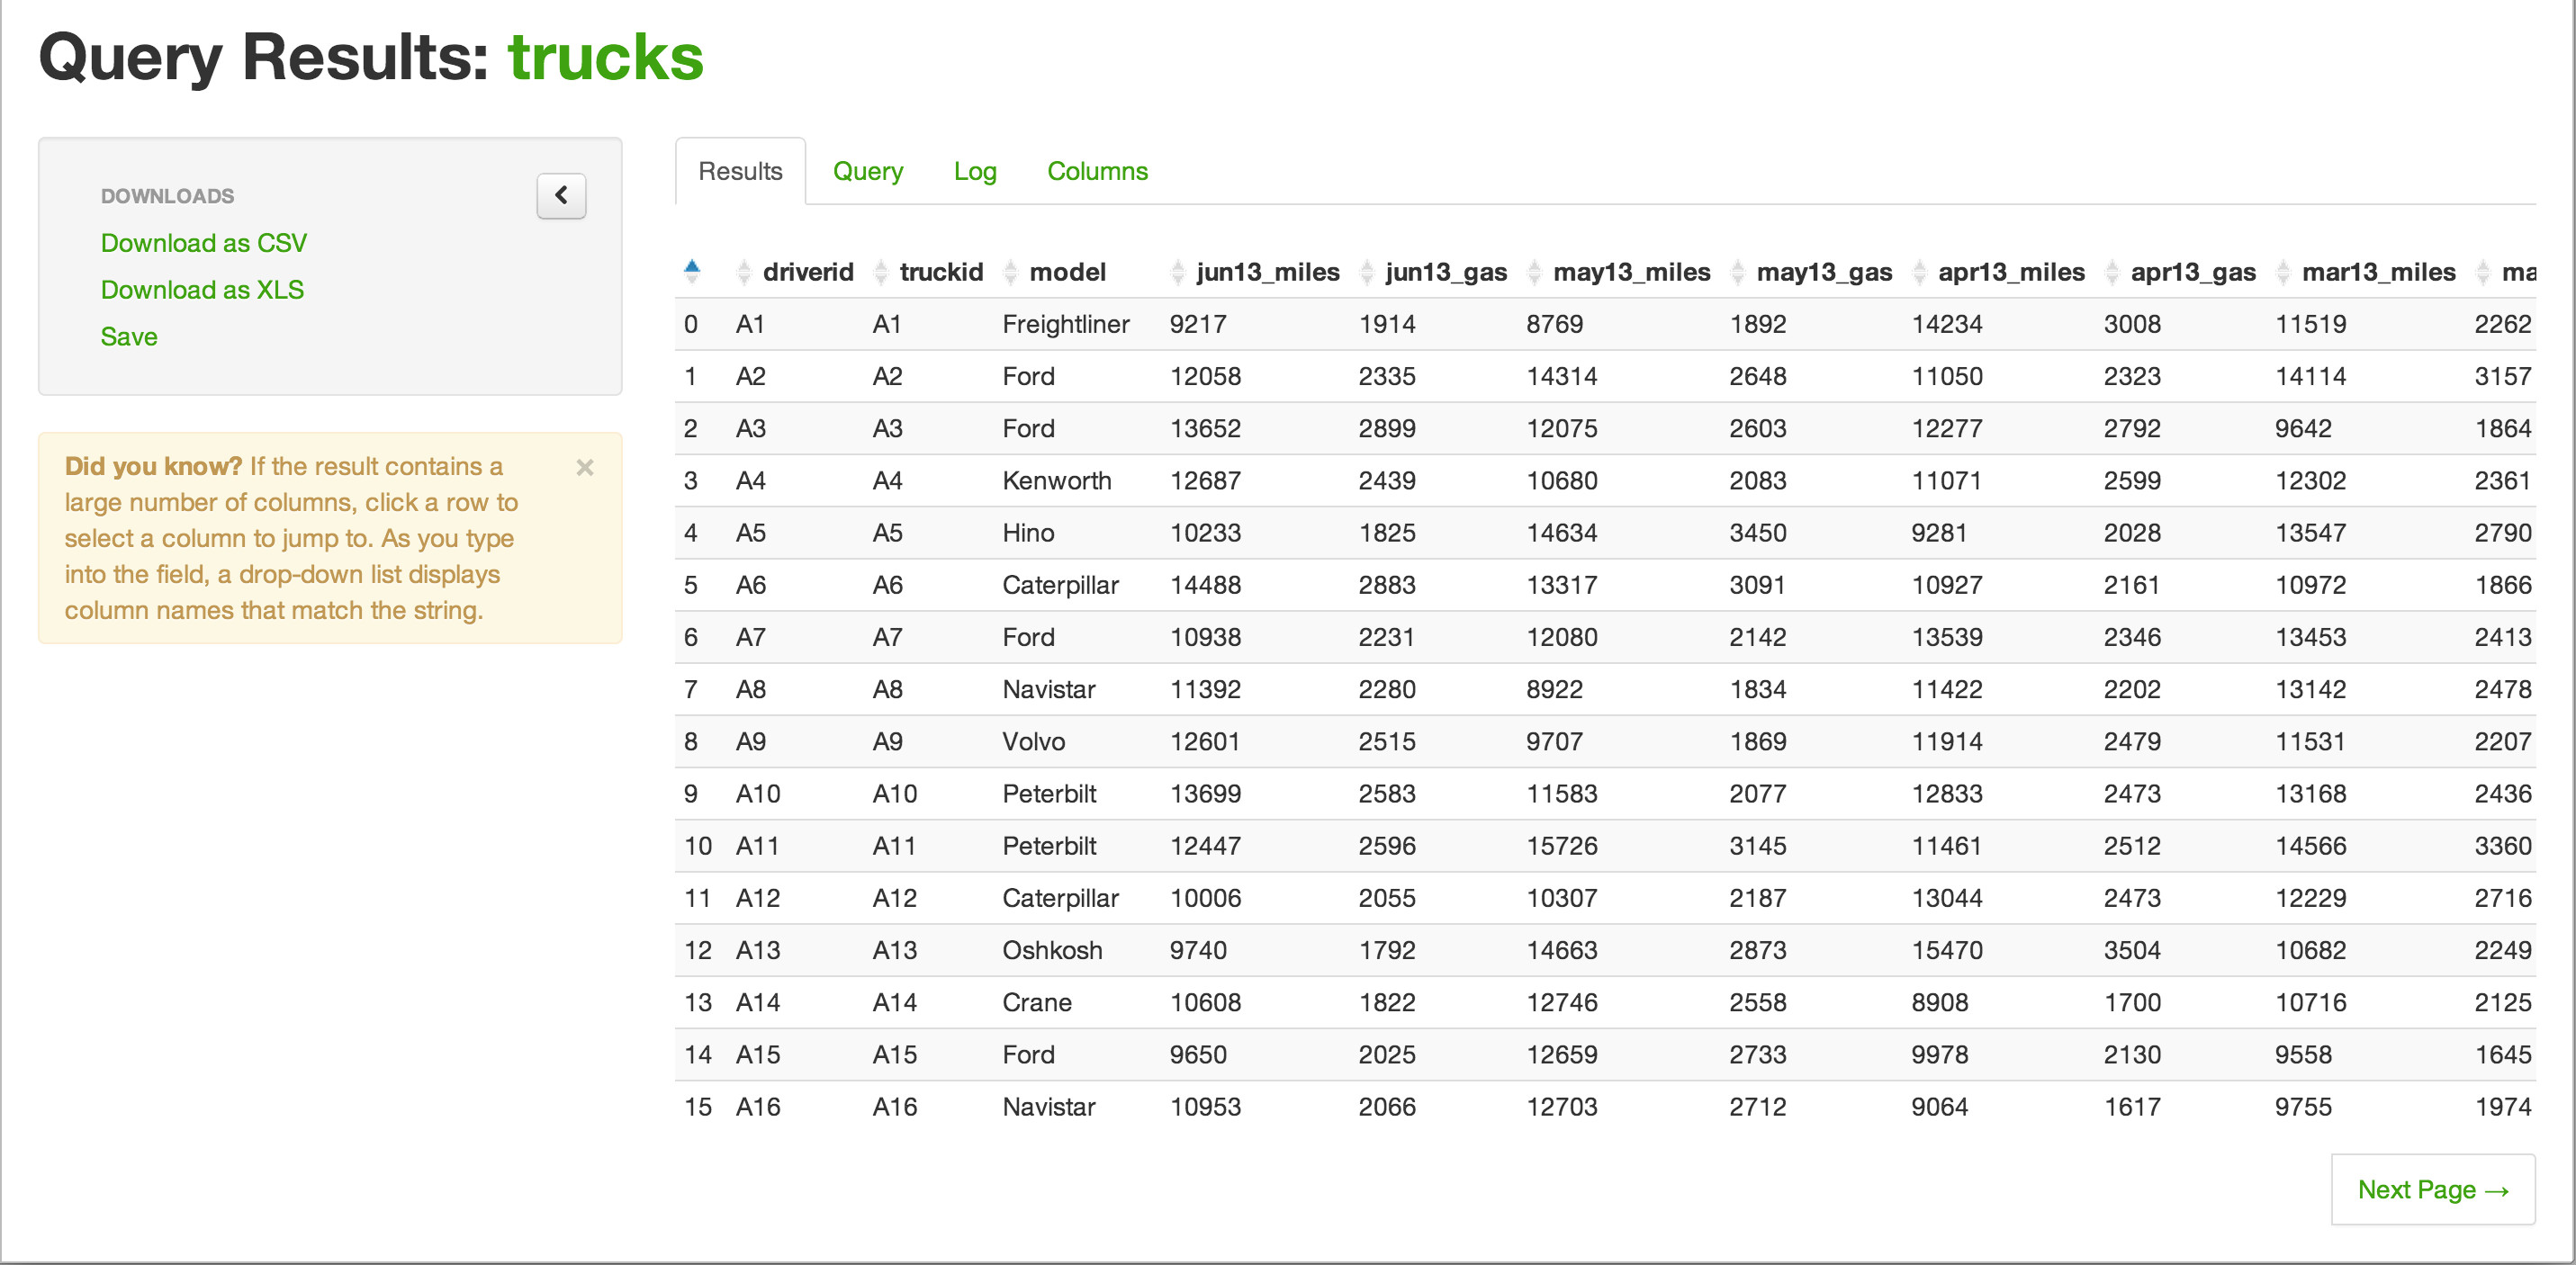 Query Results: trucks
DOWNLOADS
Download as CSV
Download as XLS
Save
Did you know? If the result contains a
large number of columns, click a row to
select a column to jump to. As you type
into the field, a drop-down list displays
column names that match the string.
×
Results Query Log Columns
driverid truckid model jun13_miles jun13_gas may13_miles may13_gas apr13_miles apr13_gas mar13_miles ma
0 A1 A1 Freightliner 9217 1914 8769 1892 14234 3008 11519 2262
1 A2 A2 Ford 12058 2335 14314 2648 11050 2323 14114 3157
2 A3 A3 Ford 13652 2899 12075 2603 12277 2792 9642 1864
3 A4 A4 Kenworth 12687 2439 10680 2083 11071 2599 12302 2361
4 A5 A5 Hino 10233 1825 14634 3450 9281 2028 13547 2790
5 A6 A6 Caterpillar 14488 2883 13317 3091 10927 2161 10972 1866
6 A7 A7 Ford 10938 2231 12080 2142 13539 2346 13453 2413
7 A8 A8 Navistar 11392 2280 8922 1834 11422 2202 13142 2478
8 A9 A9 Volvo 12601 2515 9707 1869 11914 2479 11531 2207
9 A10 A10 Peterbilt 13699 2583 11583 2077 12833 2473 13168 2436
10 A11 A11 Peterbilt 12447 2596 15726 3145 11461 2512 14566 3360
11 A12 A12 Caterpillar 10006 2055 10307 2187 13044 2473 12229 2716
12 A13 A13 Oshkosh 9740 1792 14663 2873 15470 3504 10682 2249
13 A14 A14 Crane 10608 1822 12746 2558 8908 1700 10716 2125
14 A15 A15 Ford 9650 2025 12659 2733 9978 2130 9558 1645
15 A16 A16 Navistar 10953 2066 12703 2712 9064 1617 9755 1974
Next Page →